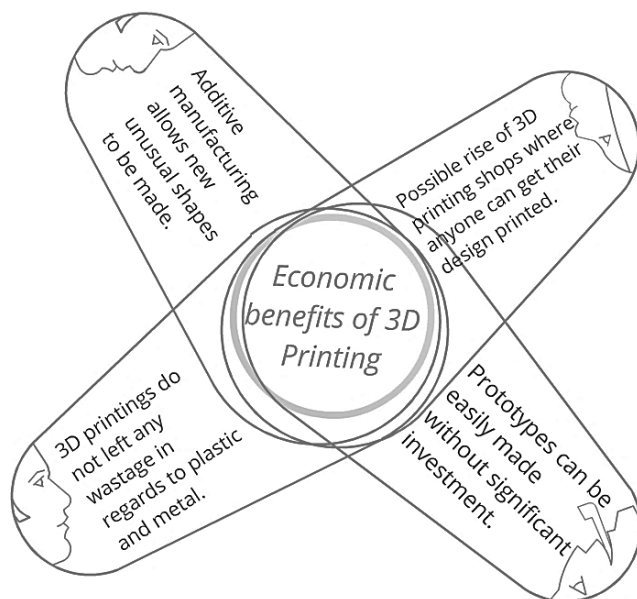 Additive
manufacturing
allows new
unusual shapes
to be made.
Possible rise of 3D
printing shops where
anyone can get their
design printed.
Economic
benefits of 3D
Printing
3D printings do
not left any
wastage in
regards to plastic
and metal.
Prototypes can be
easily made
without significant
investment.